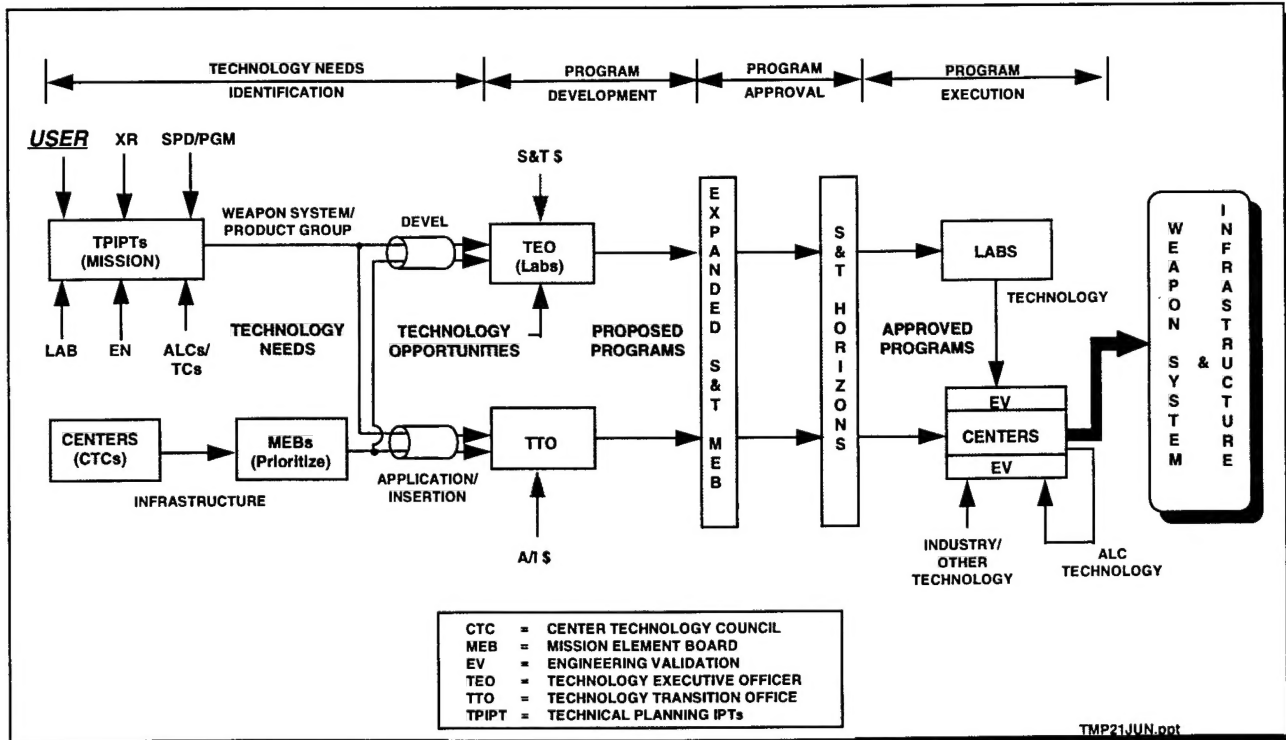 TECHNOLOGY NEEDS
IDENTIFICATION
PROGRAM
DEVELOPMENT
PROGRAM
APPROVAL
PROGRAM
EXECUTION
USER
XR
SPD/PGM
S&T $
WEAPON SYSTEM/
PRODUCT GROUP
DEVEL
TPIPTs
(MISSION)
TEO
(Labs)
EXPANDED S&T MEB
S&T HORIZONS
LABS
WEAPON SYSTEM
&
INFRASTRUCTURE
TECHNOLOGY
LAB
EN
ALCs/
TCs
TECHNOLOGY
NEEDS
TECHNOLOGY
OPPORTUNITIES
PROPOSED
PROGRAMS
APPROVED
PROGRAMS
EV
CENTERS
EV
CENTERS
(CTCs)
MEBs
(Prioritize)
TTO
INFRASTRUCTURE
APPLICATION/
INSERTION
A/I $
INDUSTRY/
OTHER
TECHNOLOGY
ALC
TECHNOLOGY
CTC = CENTER TECHNOLOGY COUNCIL
MEB = MISSION ELEMENT BOARD
EV = ENGINEERING VALIDATION
TEO = TECHNOLOGY EXECUTIVE OFFICER
TTO = TECHNOLOGY TRANSITION OFFICE
TPIPT = TECHNICAL PLANNING IPTs
TMP21JUN.ppt